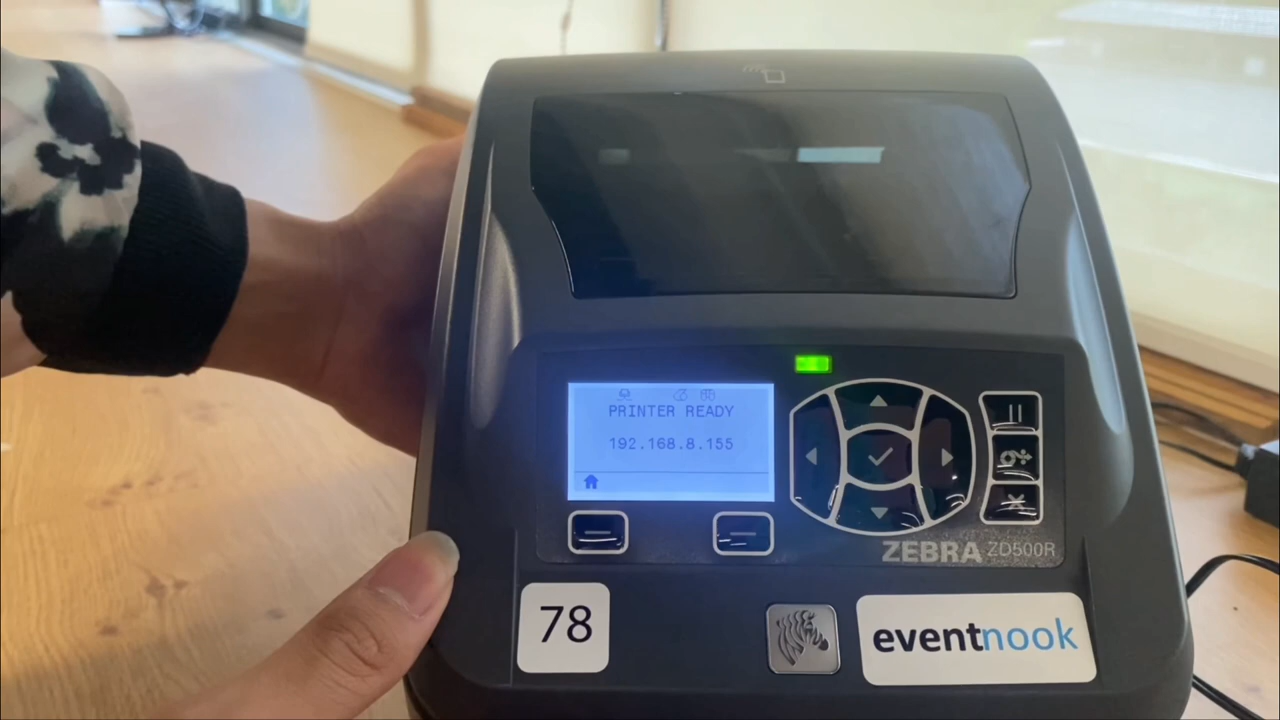 PRINTER READY
192.168.8.155
ZEBRA ZD500R
78
eventnook